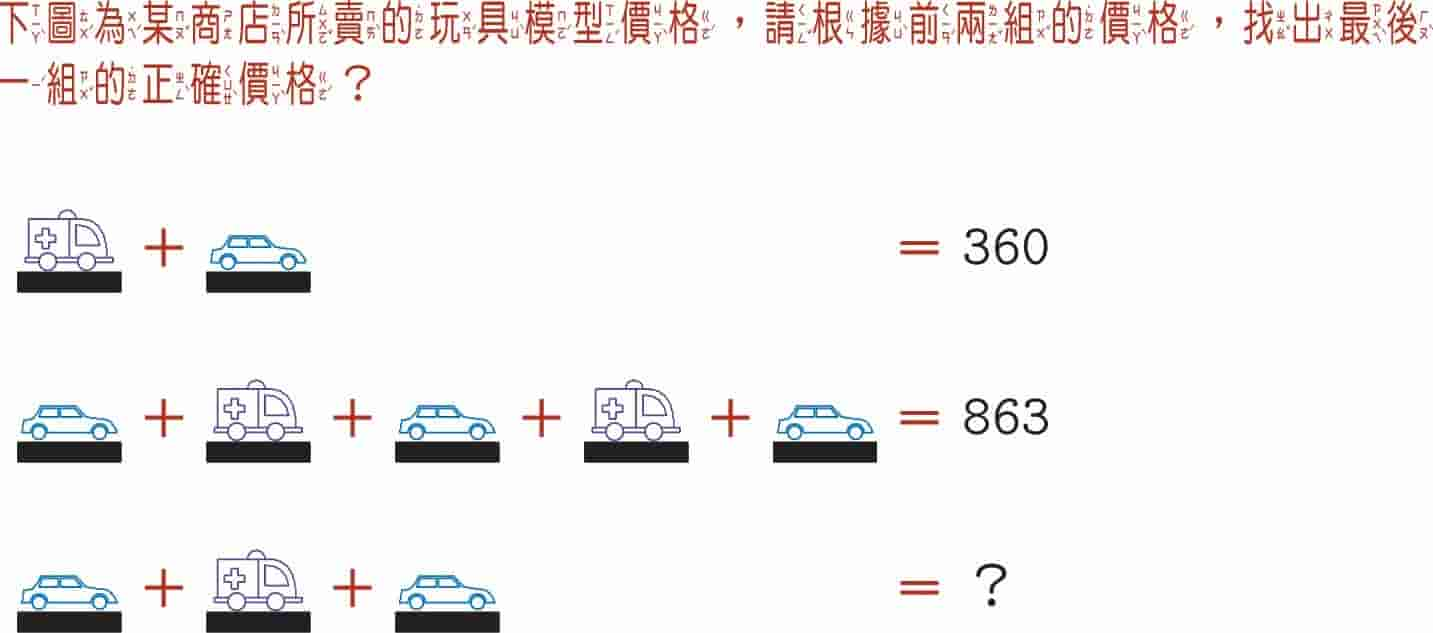 下圖為某商店所賣的玩具模型價格，請根據前兩組的價格，找出最後
一組的正確價格？
+ = 360
+ + + + = 863
+ + = ?